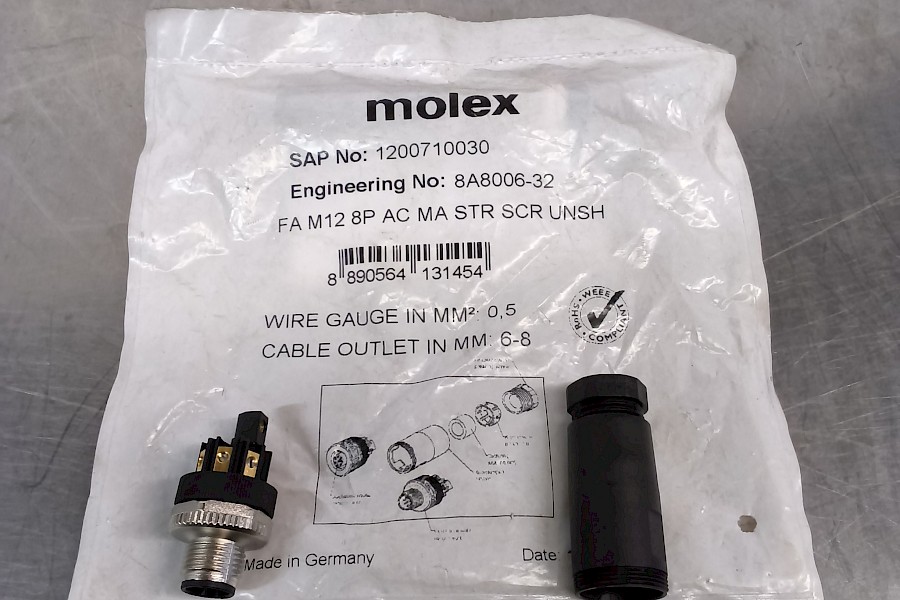 molex
SAP No: 1200710030
Engineering No: 8A8006-32
FA M12 8P AC MA STR SCR UNSH
8 890564 131454
WEEE
RoHS
COMPLIANT
WIRE GAUGE IN MM²: 0,5
CABLE OUTLET IN MM: 6-8
Made in Germany
Date